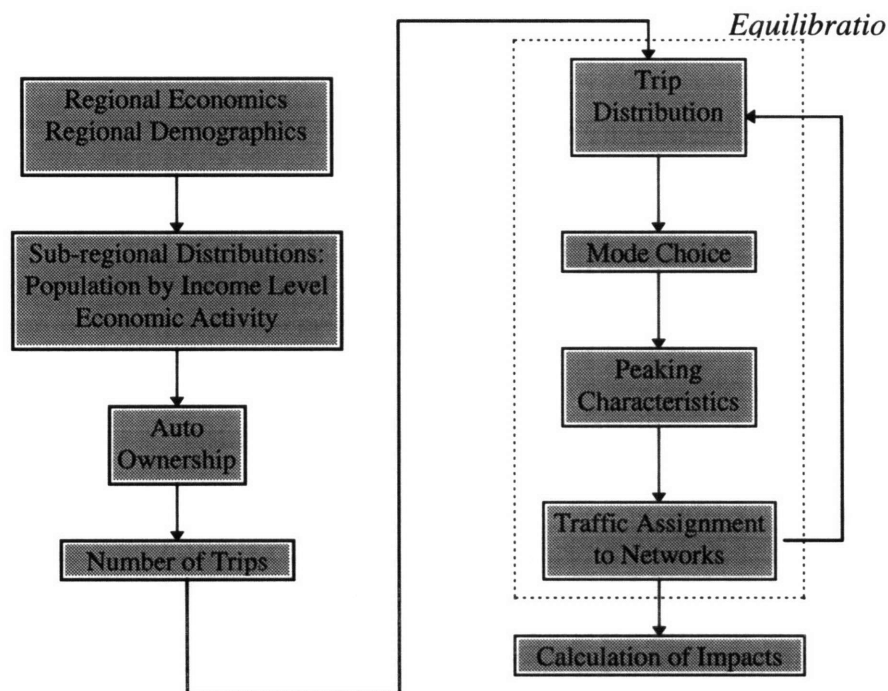 Regional Economics
Regional Demographics
Sub-regional Distributions:
Population by Income Level
Economic Activity
Auto
Ownership
Number of Trips
Equilibratio
Trip
Distribution
Mode Choice
Peaking
Characteristics
Traffic Assignment
to Networks
Calculation of Impacts